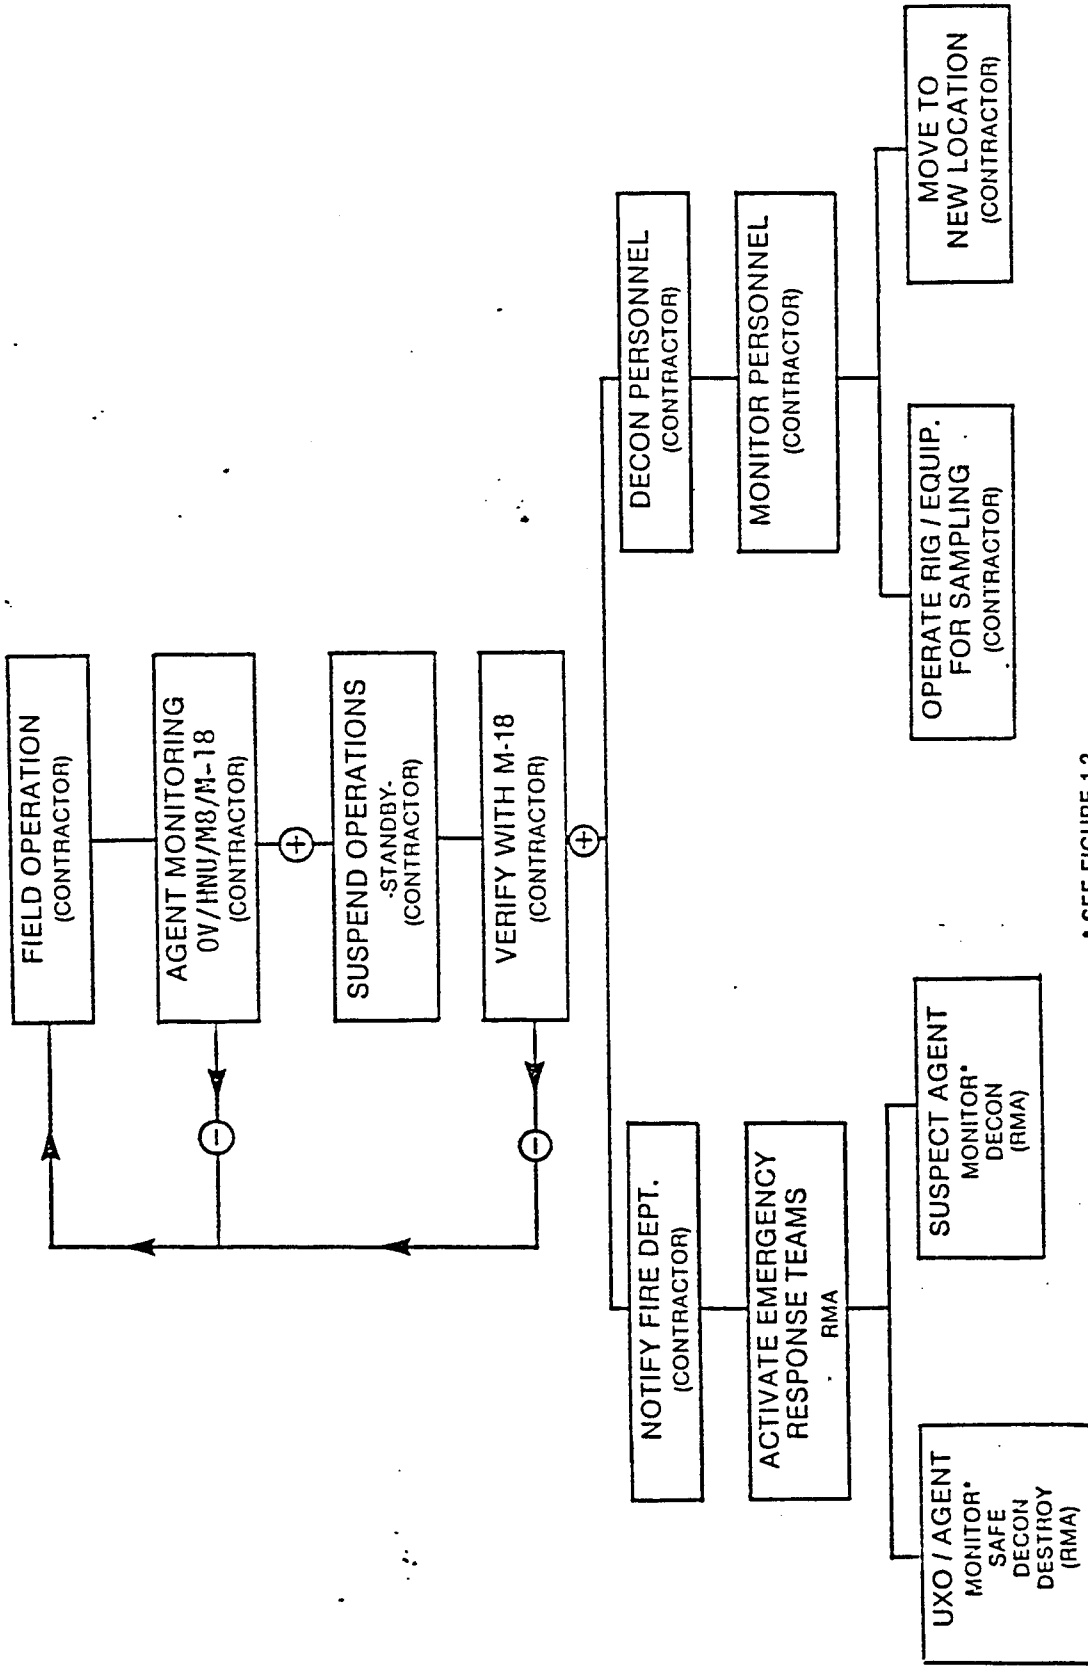 FIELD OPERATION
(CONTRACTOR)
AGENT MONITORING
OV/HNU/M8/M-18
(CONTRACTOR)
+
SUSPEND OPERATIONS
-STANDBY-
(CONTRACTOR)
VERIFY WITH M-18
(CONTRACTOR)
+
−
−
NOTIFY FIRE DEPT.
(CONTRACTOR)
ACTIVATE EMERGENCY
RESPONSE TEAMS
RMA
UXO / AGENT
MONITOR*
SAFE
DECON
DESTROY
(RMA)
SUSPECT AGENT
MONITOR*
DECON
(RMA)
DECON PERSONNEL
(CONTRACTOR)
MONITOR PERSONNEL
(CONTRACTOR)
OPERATE RIG / EQUIP.
FOR SAMPLING
(CONTRACTOR)
MOVE TO
NEW LOCATION
(CONTRACTOR)
SEE FIGURE